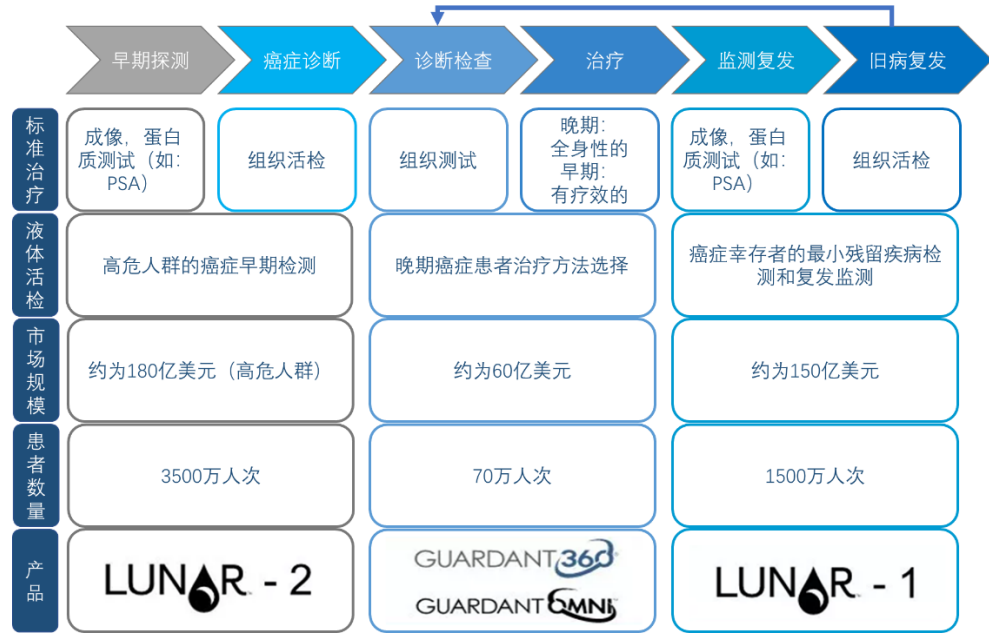 早期探测
癌症诊断
诊断检查
治疗
监测复发
旧病复发
标准治疗
成像，蛋白
质测试（如：
PSA）
组织活检
组织测试
晚期：
全身性的
早期：
有疗效的
成像，蛋白
质测试（如：
PSA）
组织活检
液体活检
高危人群的癌症早期检测
晚期癌症患者治疗方法选择
癌症幸存者的最小残留疾病检
测和复发监测
市场规模
约为180亿美元（高危人群）
约为60亿美元
约为150亿美元
患者数量
3500万人次
70万人次
1500万人次
产品
LUNAR - 2
GUARDANT360
GUARDANT OMNI
LUNAR - 1